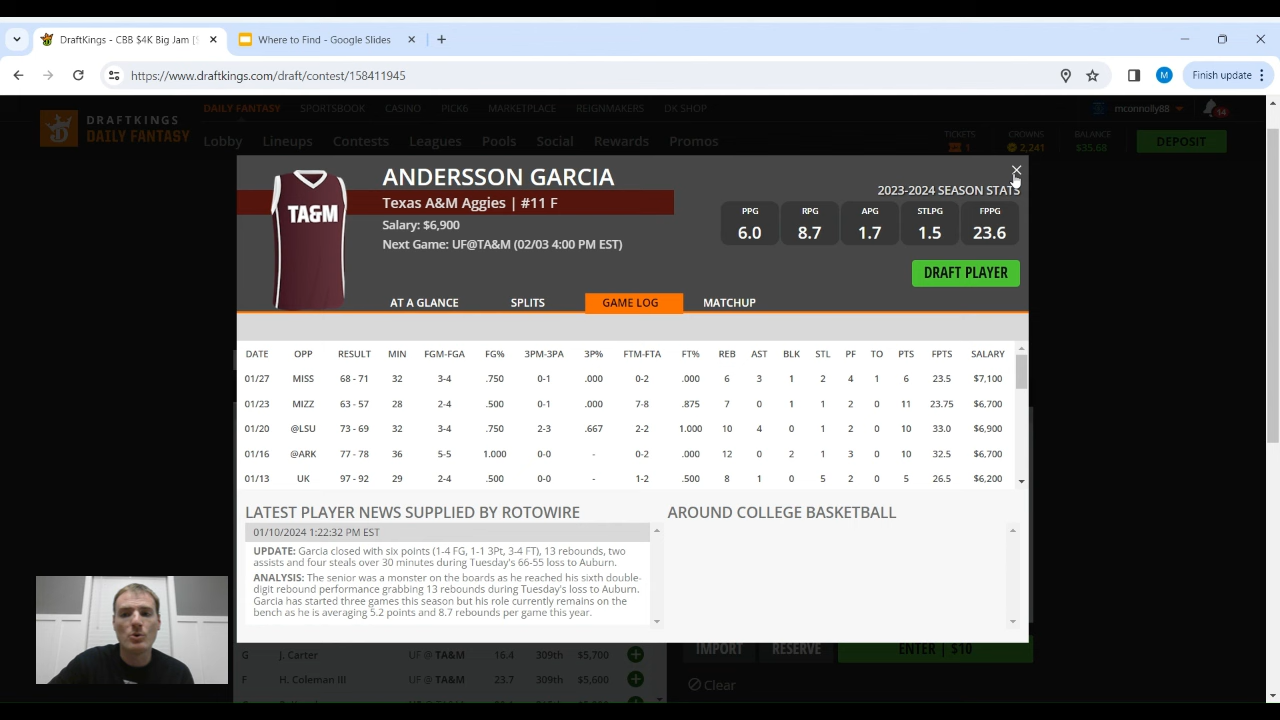 DraftKings - CBB $4K Big Jam [S
Where to Find - Google Slides
https://www.draftkings.com/draft/contest/158411945
M
Finish update
DRAFTKINGS
DAILY FANTASY
DAILY FANTASY SPORTSBOOK CASINO PICK6 MARKETPLACE REIGNMAKERS DK SHOP
mconnolly88 14
Lobby Lineups Contests Leagues Pools Social Rewards Promos
TICKETS 1 CROWNS 2,241 BALANCE $35.68 DEPOSIT
TA&M
ANDERSSON GARCIA
Texas A&M Aggies | #11 F
Salary: $6,900
Next Game: UF@TA&M (02/03 4:00 PM EST)
2023-2024 SEASON STATS
PPG RPG APG STLPG FPPG
6.0 8.7 1.7 1.5 23.6
DRAFT PLAYER
AT A GLANCE SPLITS GAME LOG MATCHUP
DATE OPP RESULT MIN FGM-FGA FG% 3PM-3PA 3P% FTM-FTA FT% REB AST BLK STL PF TO PTS FPTS SALARY
01/27 MISS 68 - 71 32 3-4 .750 0-1 .000 0-2 .000 6 3 1 2 4 1 6 23.5 $7,100
01/23 MIZZ 63 - 57 28 2-4 .500 0-1 .000 7-8 .875 7 0 1 1 2 0 11 23.75 $6,700
01/20 @LSU 73 - 69 32 3-4 .750 2-3 .667 2-2 1.000 10 4 0 1 2 0 10 33.0 $6,900
01/16 @ARK 77 - 78 36 5-5 1.000 0-0 - 0-2 .000 12 0 2 1 3 0 10 32.5 $6,700
01/13 UK 97 - 92 29 2-4 .500 0-0 - 1-2 .500 8 1 0 5 2 0 5 26.5 $6,200
LATEST PLAYER NEWS SUPPLIED BY ROTOWIRE
01/10/2024 1:22:32 PM EST
UPDATE: Garcia closed with six points (1-4 FG, 1-1 3Pt, 3-4 FT), 13 rebounds, two
assists and four steals over 30 minutes during Tuesday's 66-55 loss to Auburn.
ANALYSIS: The senior was a monster on the boards as he reached his sixth double-
digit rebound performance grabbing 13 rebounds during Tuesday's loss to Auburn.
Garcia has started three games this season but his role currently remains on the
bench as he is averaging 5.2 points and 8.7 rebounds per game this year.
AROUND COLLEGE BASKETBALL
G J. Carter UF @ TA&M 16.4 309th $5,700
F H. Coleman III UF @ TA&M 23.7 309th $5,600
IMPORT RESERVE ENTER | $10
Clear